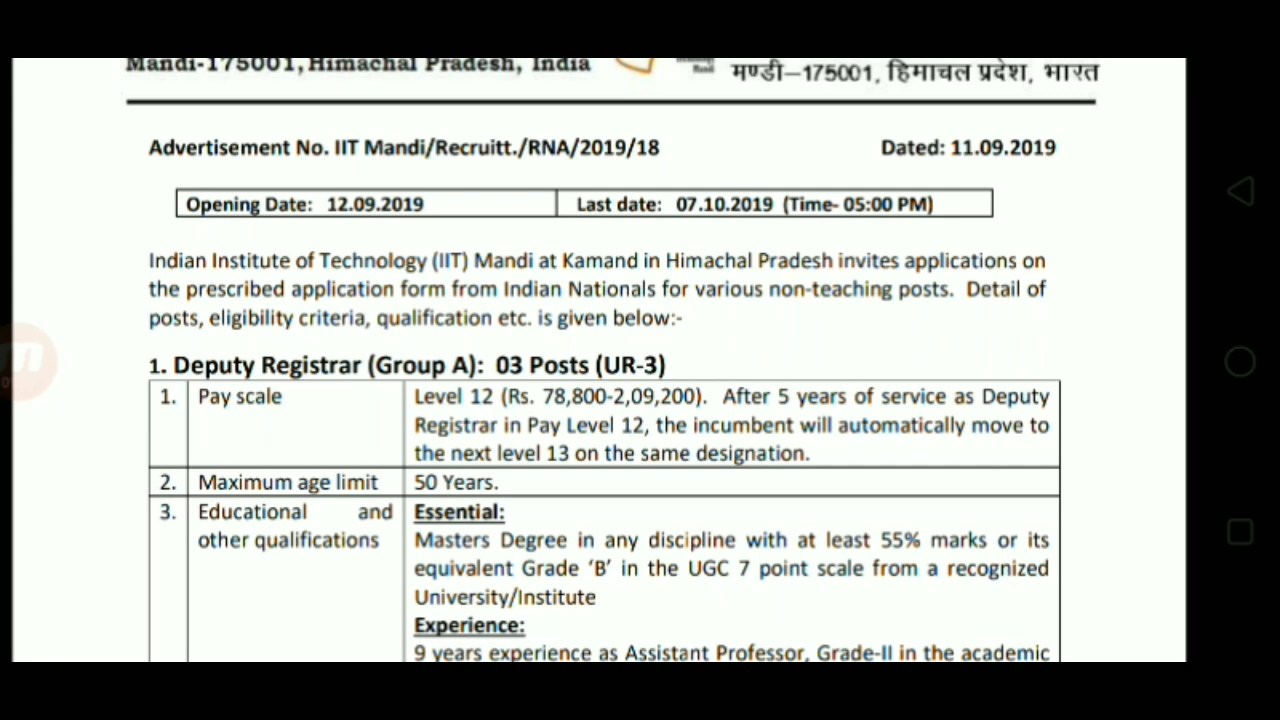 Mandi-175001, Himachal Pradesh, India
मण्डी–175001, हिमाचल प्रदेश, भारत
Advertisement No. IIT Mandi/Recruitt./RNA/2019/18 Dated: 11.09.2019
Opening Date: 12.09.2019 Last date: 07.10.2019 (Time- 05:00 PM)
Indian Institute of Technology (IIT) Mandi at Kamand in Himachal Pradesh invites applications on
the prescribed application form from Indian Nationals for various non-teaching posts. Detail of
posts, eligibility criteria, qualification etc. is given below:-
1. Deputy Registrar (Group A): 03 Posts (UR-3)
1. Pay scale Level 12 (Rs. 78,800-2,09,200). After 5 years of service as Deputy
Registrar in Pay Level 12, the incumbent will automatically move to
the next level 13 on the same designation.
2. Maximum age limit 50 Years.
3. Educational and Essential:
other qualifications Masters Degree in any discipline with at least 55% marks or its
equivalent Grade ‘B’ in the UGC 7 point scale from a recognized
University/Institute
Experience:
9 years experience as Assistant Professor, Grade-II in the academic